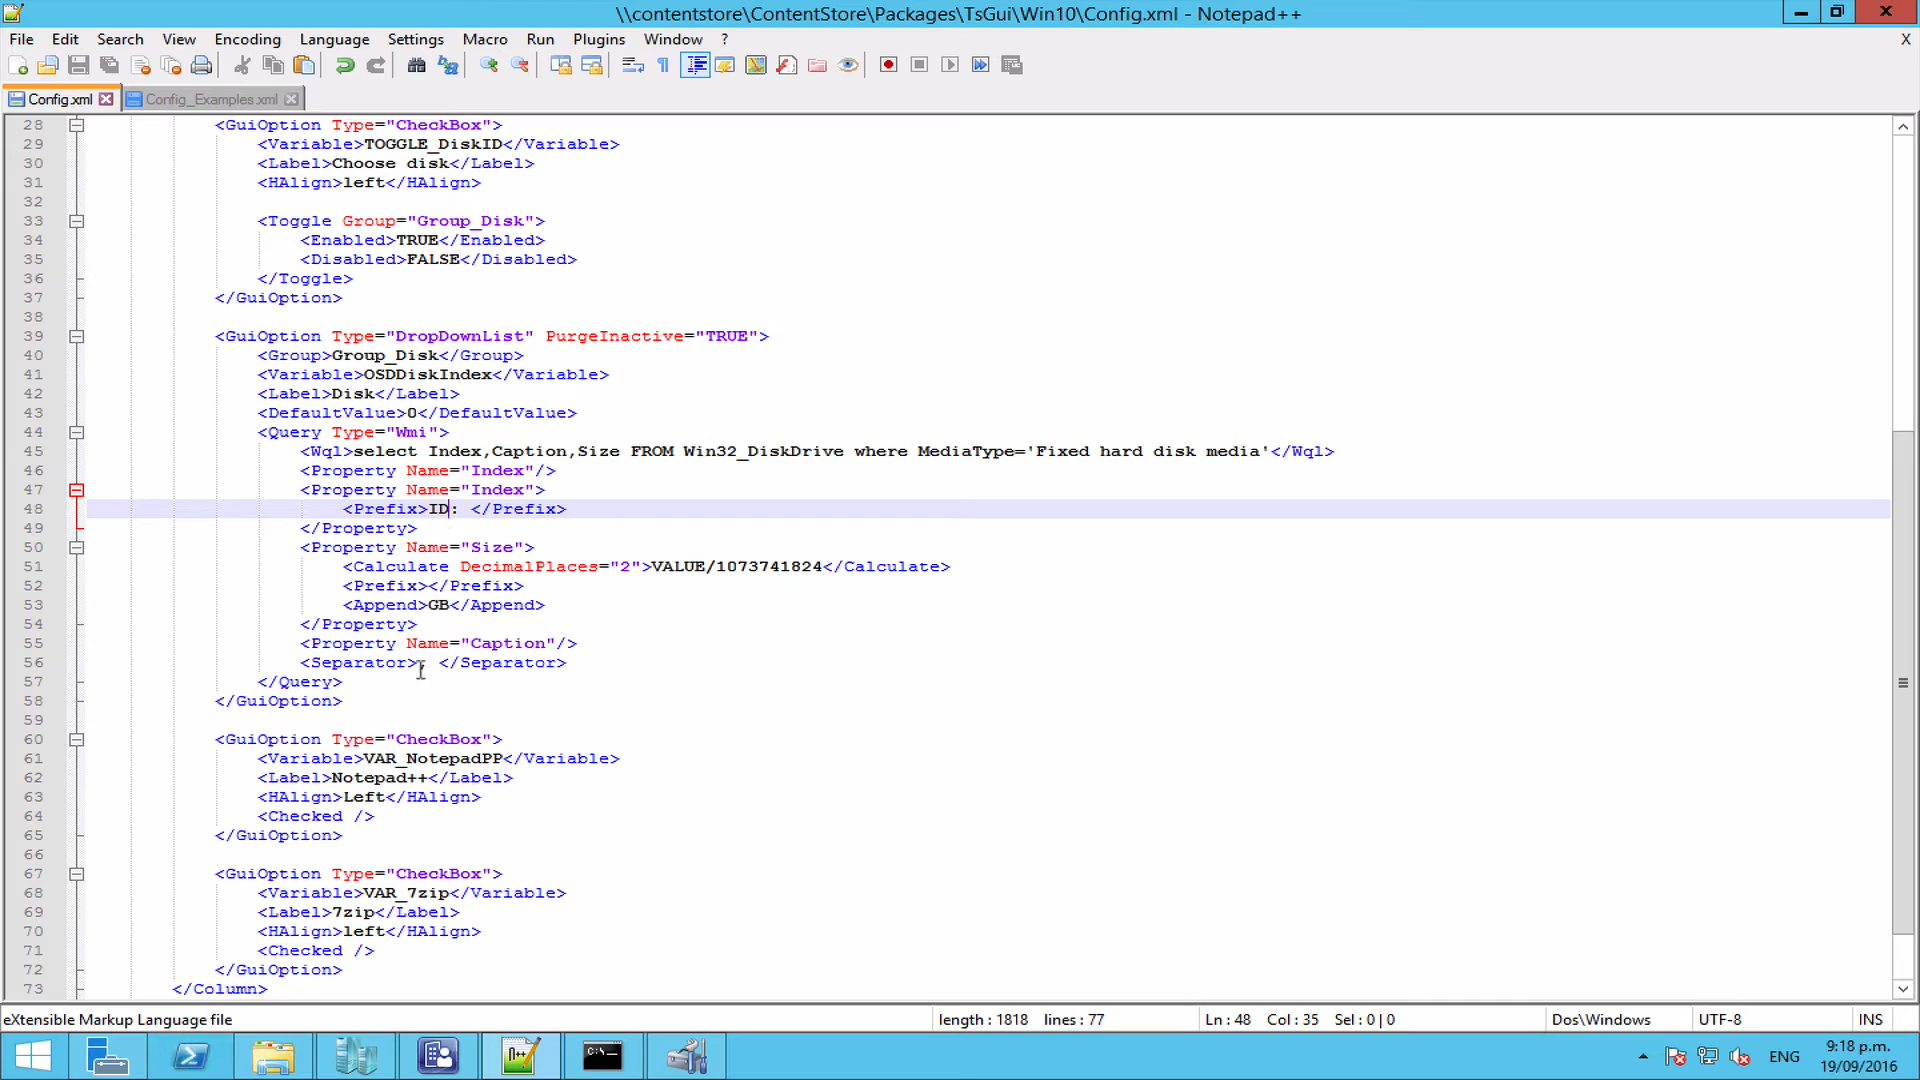 \\contentstore\ContentStore\Packages\TsGui\Win10\Config.xml - Notepad++
File Edit Search View Encoding Language Settings Macro Run Plugins Window ? X
Config.xml Config_Examples.xml
28 <GuiOption Type="CheckBox">
29 <Variable>TOGGLE_DiskID</Variable>
30 <Label>Choose disk</Label>
31 <HAlign>left</HAlign>
32
33 <Toggle Group="Group_Disk">
34 <Enabled>TRUE</Enabled>
35 <Disabled>FALSE</Disabled>
36 </Toggle>
37 </GuiOption>
38
39 <GuiOption Type="DropDownList" PurgeInactive="TRUE">
40 <Group>Group_Disk</Group>
41 <Variable>OSDDiskIndex</Variable>
42 <Label>Disk</Label>
43 <DefaultValue>0</DefaultValue>
44 <Query Type="Wmi">
45 <Wql>select Index,Caption,Size FROM Win32_DiskDrive where MediaType='Fixed hard disk media'</Wql>
46 <Property Name="Index"/>
47 <Property Name="Index">
48 <Prefix>ID: </Prefix>
49 </Property>
50 <Property Name="Size">
51 <Calculate DecimalPlaces="2">VALUE/1073741824</Calculate>
52 <Prefix></Prefix>
53 <Append>GB</Append>
54 </Property>
55 <Property Name="Caption"/>
56 <Separator>, </Separator>
57 </Query>
58 </GuiOption>
59
60 <GuiOption Type="CheckBox">
61 <Variable>VAR_NotepadPP</Variable>
62 <Label>Notepad++</Label>
63 <HAlign>Left</HAlign>
64 <Checked />
65 </GuiOption>
66
67 <GuiOption Type="CheckBox">
68 <Variable>VAR_7zip</Variable>
69 <Label>7zip</Label>
70 <HAlign>left</HAlign>
71 <Checked />
72 </GuiOption>
73 </Column>
eXtensible Markup Language file length : 1818 lines : 77 Ln : 48 Col : 35 Sel : 0 | 0 Dos\Windows UTF-8 INS
ENG 9:18 p.m.
19/09/2016